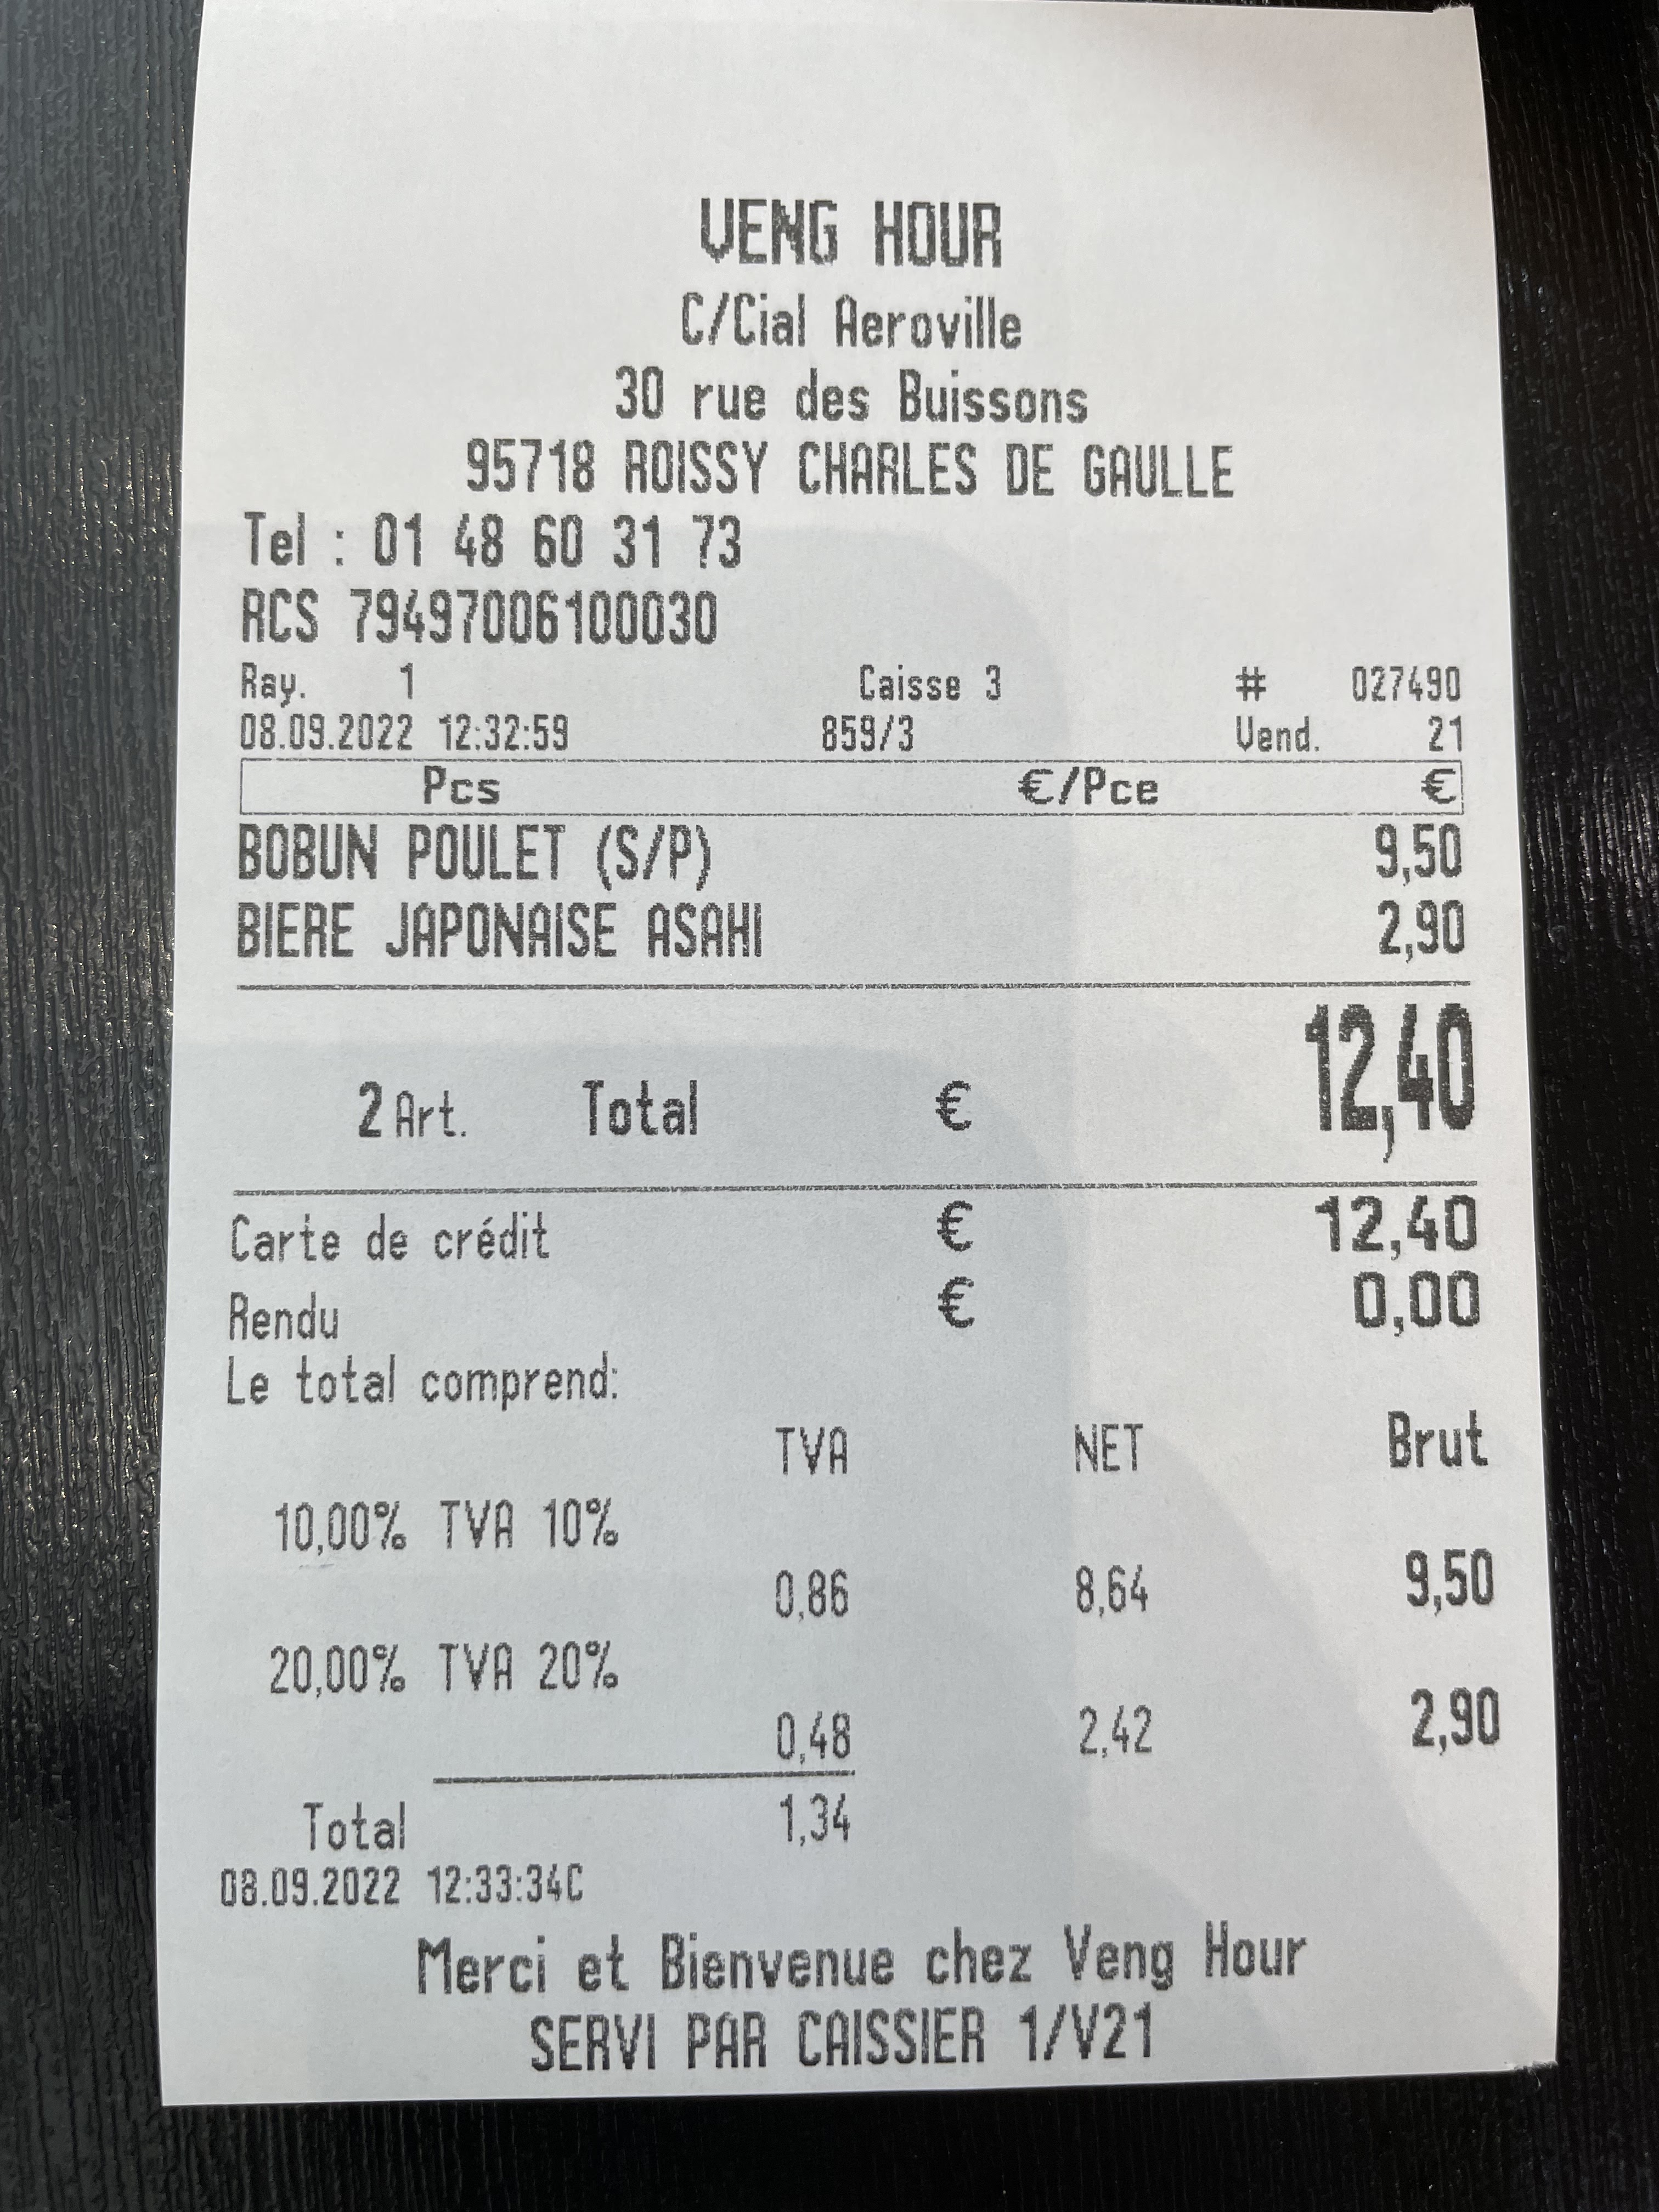 VENG HOUR
C/Cial Aeroville
30 rue des Buissons
95718 ROISSY CHARLES DE GAULLE
Tel : 01 48 60 31 73
RCS 79497006100030
Ray. 1 Caisse 3 # 027490
08.09.2022 12:32:59 859/3 Vend. 21
Pcs €/Pce €
BOBUN POULET (S/P) 9,50
BIERE JAPONAISE ASAHI 2,90
2 Art. Total € 12,40
Carte de crédit € 12,40
Rendu € 0,00
Le total comprend:
TVA NET Brut
10,00% TVA 10%
0,86 8,64 9,50
20,00% TVA 20%
0,48 2,42 2,90
Total 1,34
08.09.2022 12:33:34C
Merci et Bienvenue chez Veng Hour
SERVI PAR CAISSIER 1/V21